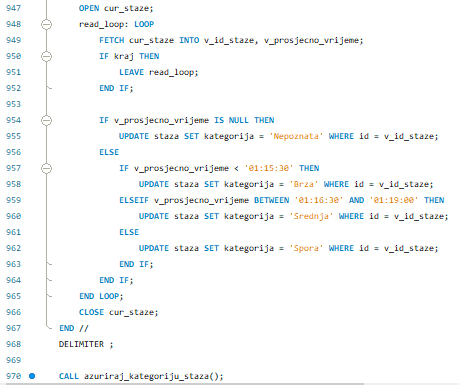 947 OPEN cur_staze;
948 read_loop: LOOP
949 FETCH cur_staze INTO v_id_staze, v_prosjecno_vrijeme;
950 IF kraj THEN
951 LEAVE read_loop;
952 END IF;
953
954 IF v_prosjecno_vrijeme IS NULL THEN
955 UPDATE staza SET kategorija = 'Nepoznata' WHERE id = v_id_staze;
956 ELSE
957 IF v_prosjecno_vrijeme < '01:15:30' THEN
958 UPDATE staza SET kategorija = 'Brza' WHERE id = v_id_staze;
959 ELSEIF v_prosjecno_vrijeme BETWEEN '01:16:30' AND '01:19:00' THEN
960 UPDATE staza SET kategorija = 'Srednja' WHERE id = v_id_staze;
961 ELSE
962 UPDATE staza SET kategorija = 'Spora' WHERE id = v_id_staze;
963 END IF;
964 END IF;
965 END LOOP;
966 CLOSE cur_staze;
967 END //
968 DELIMITER ;
969
970 CALL azuriraj_kategoriju_staza();